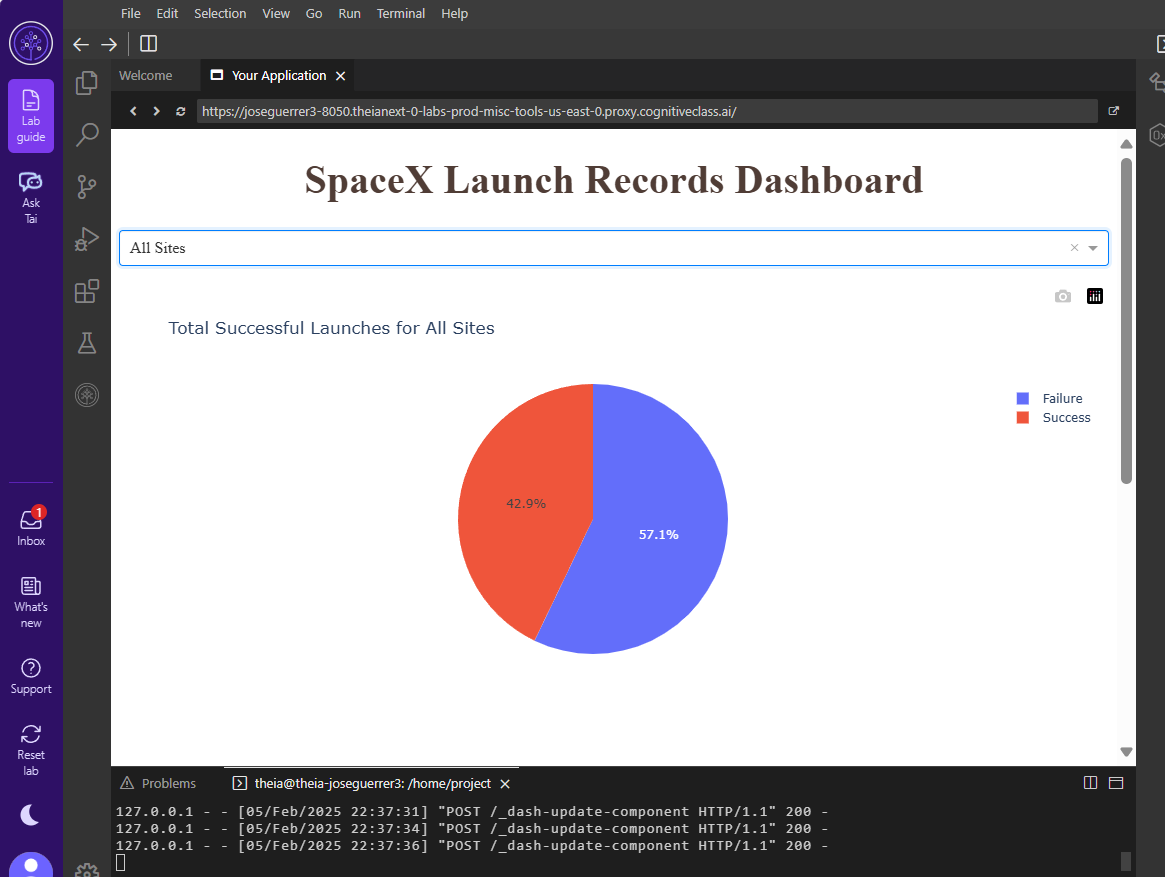 File Edit Selection View Go Run Terminal Help
Lab
guide
Ask
Tai
1
Inbox
What's
new
Support
Reset
lab
Welcome
Your Application
https://joseguerrer3-8050.theianext-0-labs-prod-misc-tools-us-east-0.proxy.cognitiveclass.ai/
SpaceX Launch Records Dashboard
All Sites
Total Successful Launches for All Sites
Failure
Success
42.9%
57.1%
Problems
theia@theia-joseguerrer3: /home/project
127.0.0.1 - - [05/Feb/2025 22:37:31] "POST /_dash-update-component HTTP/1.1" 200 -
127.0.0.1 - - [05/Feb/2025 22:37:34] "POST /_dash-update-component HTTP/1.1" 200 -
127.0.0.1 - - [05/Feb/2025 22:37:36] "POST /_dash-update-component HTTP/1.1" 200 -